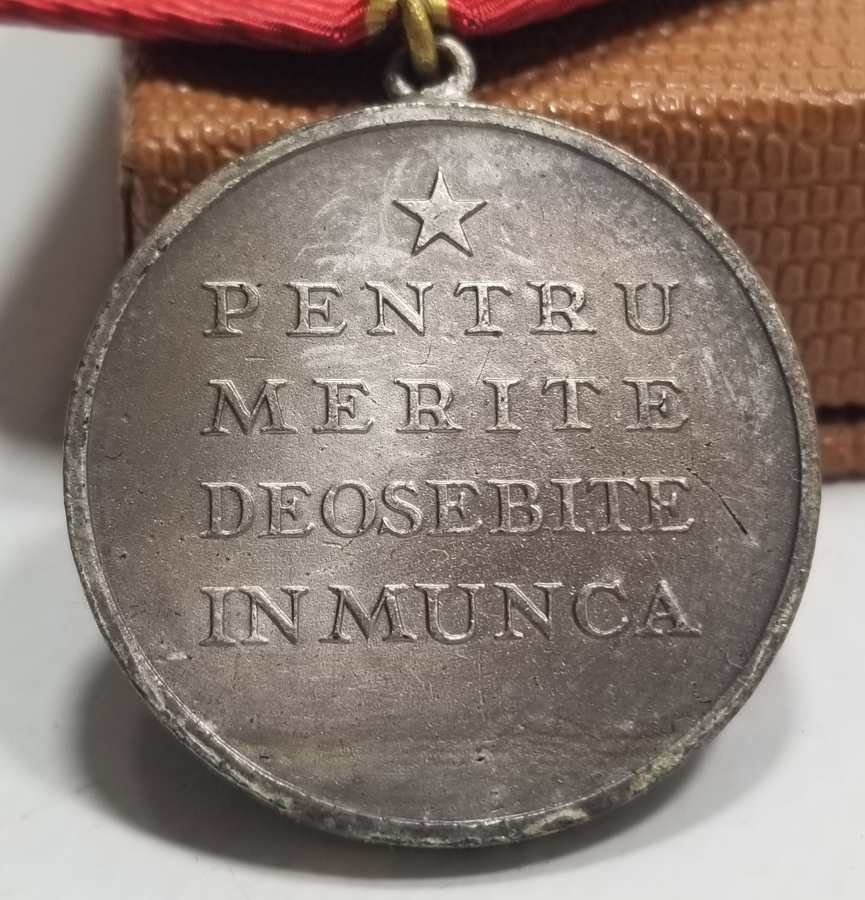 PENTRU
MERITE
DEOSEBITE
IN MUNCA